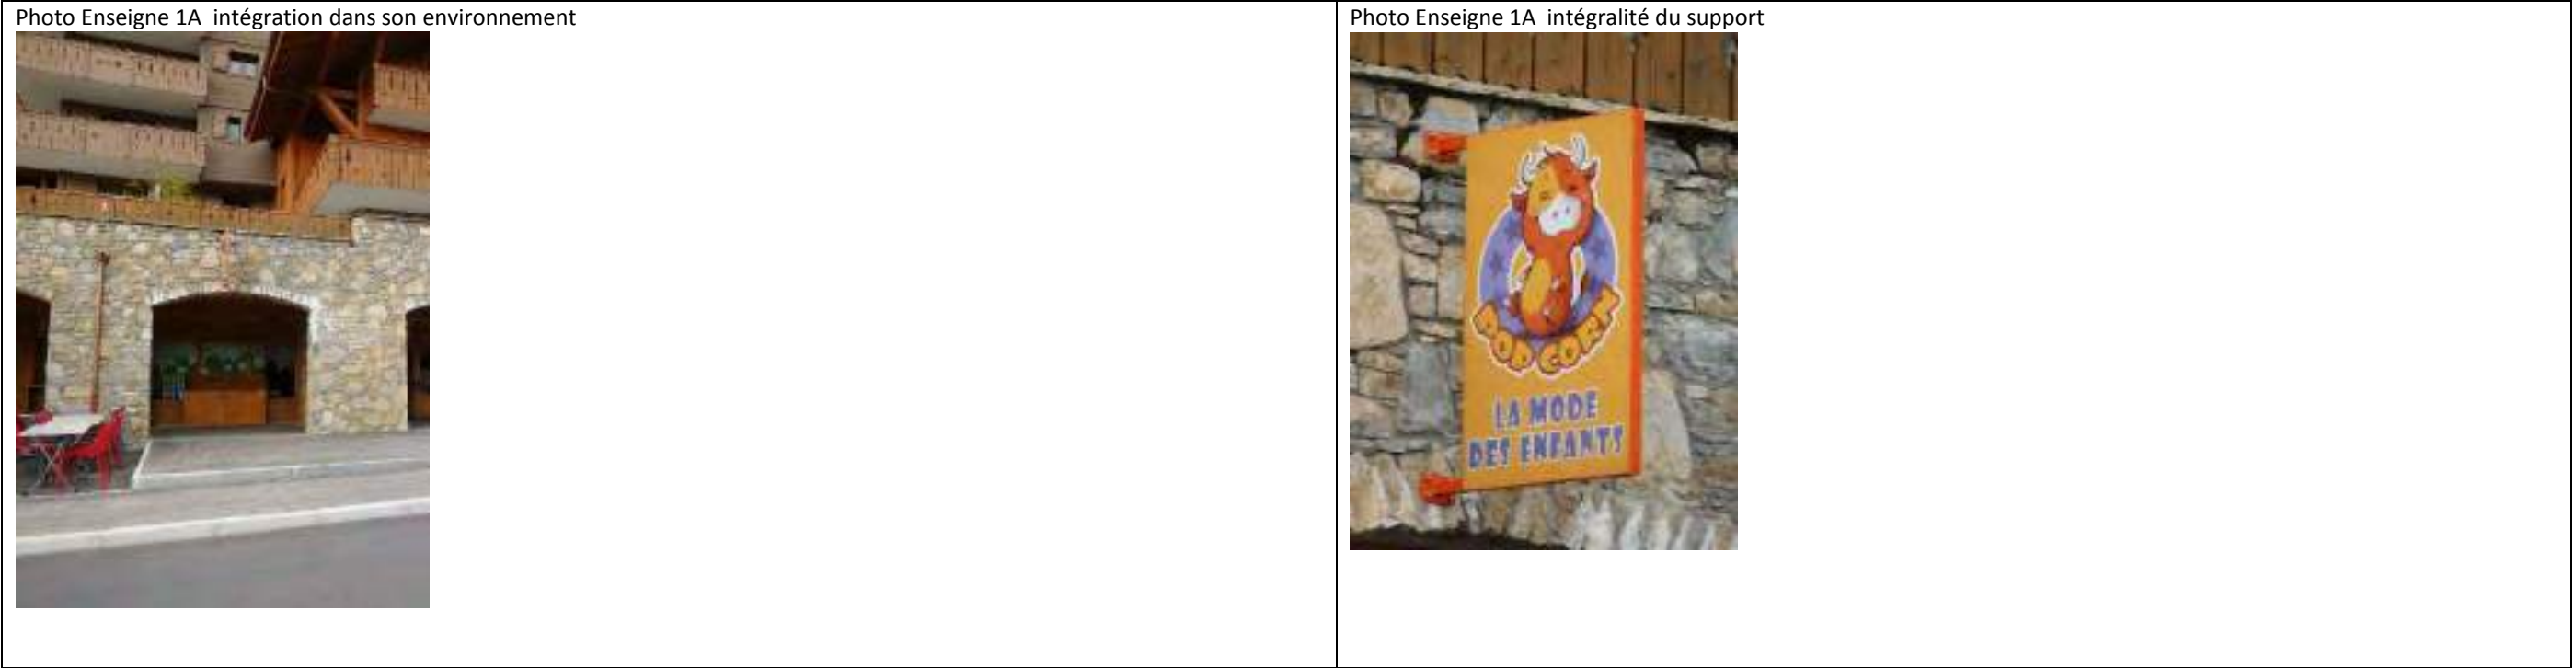 Photo Enseigne 1A  intégration dans son environnement
Photo Enseigne 1A  intégralité du support
POP CORN
LA MODE
DES ENFANTS